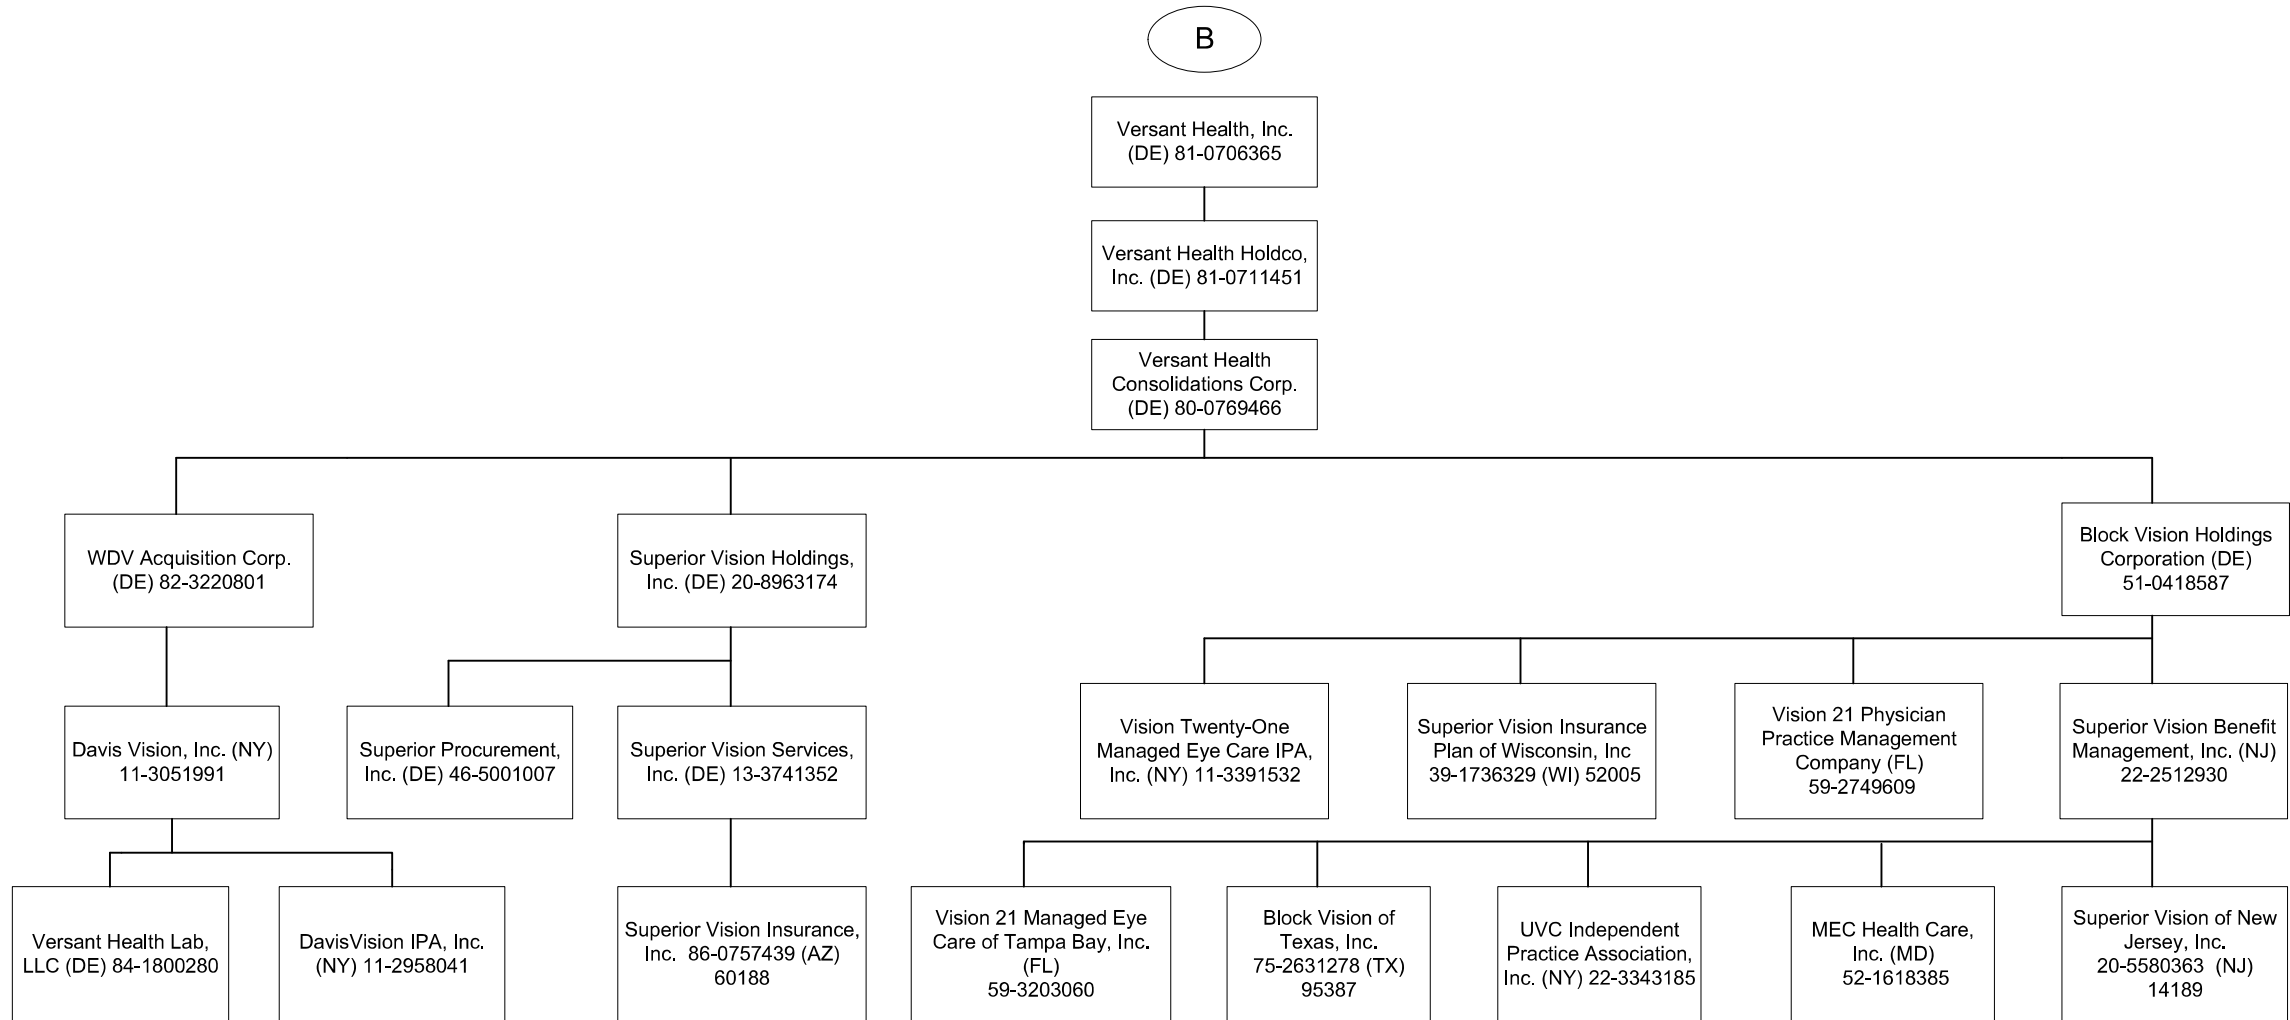 B
Versant Health, Inc.
(DE) 81-0706365
Versant Health Holdco,
Inc. (DE) 81-0711451
Versant Health
Consolidations Corp.
(DE) 80-0769466
WDV Acquisition Corp.
(DE) 82-3220801
Superior Vision Holdings,
Inc. (DE) 20-8963174
Block Vision Holdings
Corporation (DE)
51-0418587
Davis Vision, Inc. (NY)
11-3051991
Superior Procurement,
Inc. (DE) 46-5001007
Superior Vision Services,
Inc. (DE) 13-3741352
Vision Twenty-One
Managed Eye Care IPA,
Inc. (NY) 11-3391532
Superior Vision Insurance
Plan of Wisconsin, Inc
39-1736329 (WI) 52005
Vision 21 Physician
Practice Management
Company (FL)
59-2749609
Superior Vision Benefit
Management, Inc. (NJ)
22-2512930
Versant Health Lab,
LLC (DE) 84-1800280
DavisVision IPA, Inc.
(NY) 11-2958041
Superior Vision Insurance,
Inc.  86-0757439 (AZ)
60188
Vision 21 Managed Eye
Care of Tampa Bay, Inc.
(FL)
59-3203060
Block Vision of
Texas, Inc.
75-2631278 (TX)
95387
UVC Independent
Practice Association,
Inc. (NY) 22-3343185
MEC Health Care,
Inc. (MD)
52-1618385
Superior Vision of New
Jersey, Inc.
20-5580363  (NJ)
14189